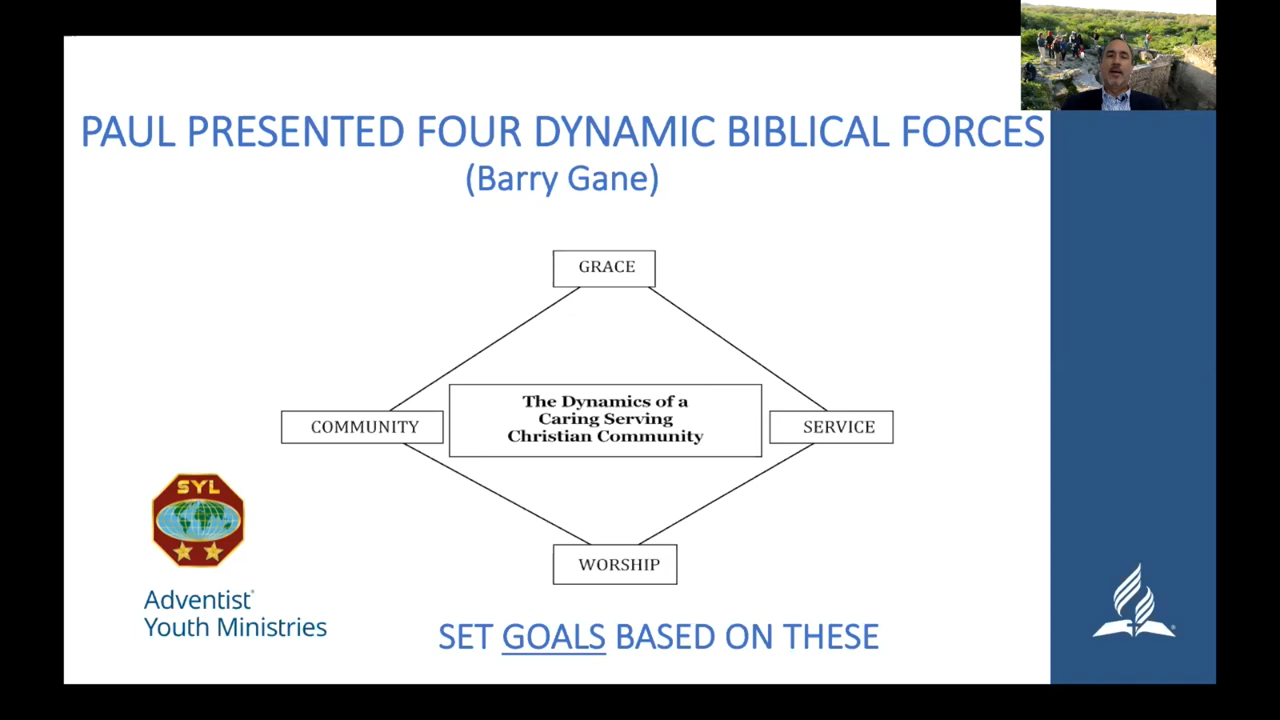 PAUL PRESENTED FOUR DYNAMIC BIBLICAL FORCES
(Barry Gane)
GRACE
COMMUNITY
The Dynamics of a
Caring Serving
Christian Community
SERVICE
WORSHIP
SYL
Adventist®
Youth Ministries
SET GOALS BASED ON THESE
®